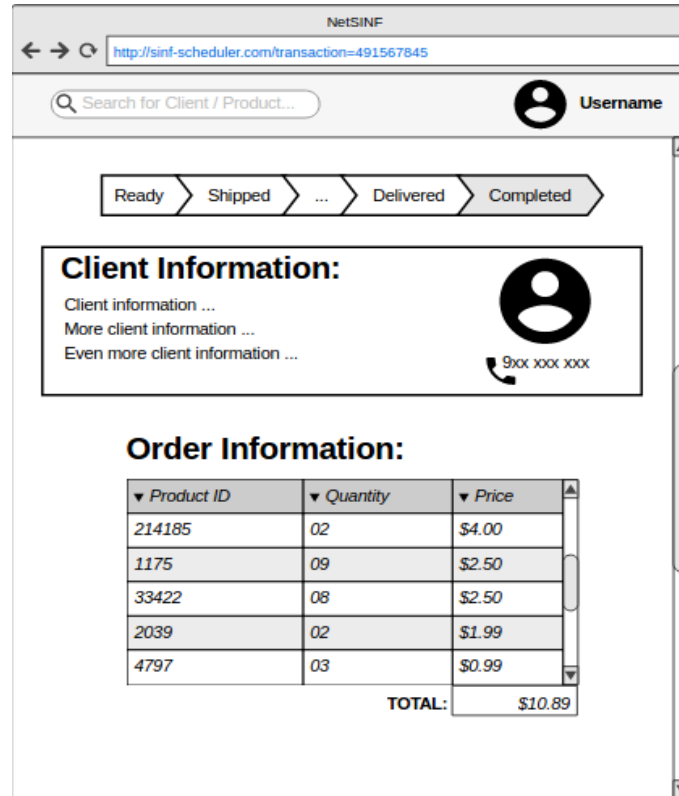 NetSINF
http://sinf-scheduler.com/transaction=491567845
Search for Client / Product...
Username
Ready Shipped ... Delivered Completed
Client Information:
Client information ...
More client information ...
Even more client information ...
9xx xxx xxx
Order Information:
▼ Product ID ▼ Quantity ▼ Price
214185 02 $4.00
1175 09 $2.50
33422 08 $2.50
2039 02 $1.99
4797 03 $0.99
TOTAL: $10.89